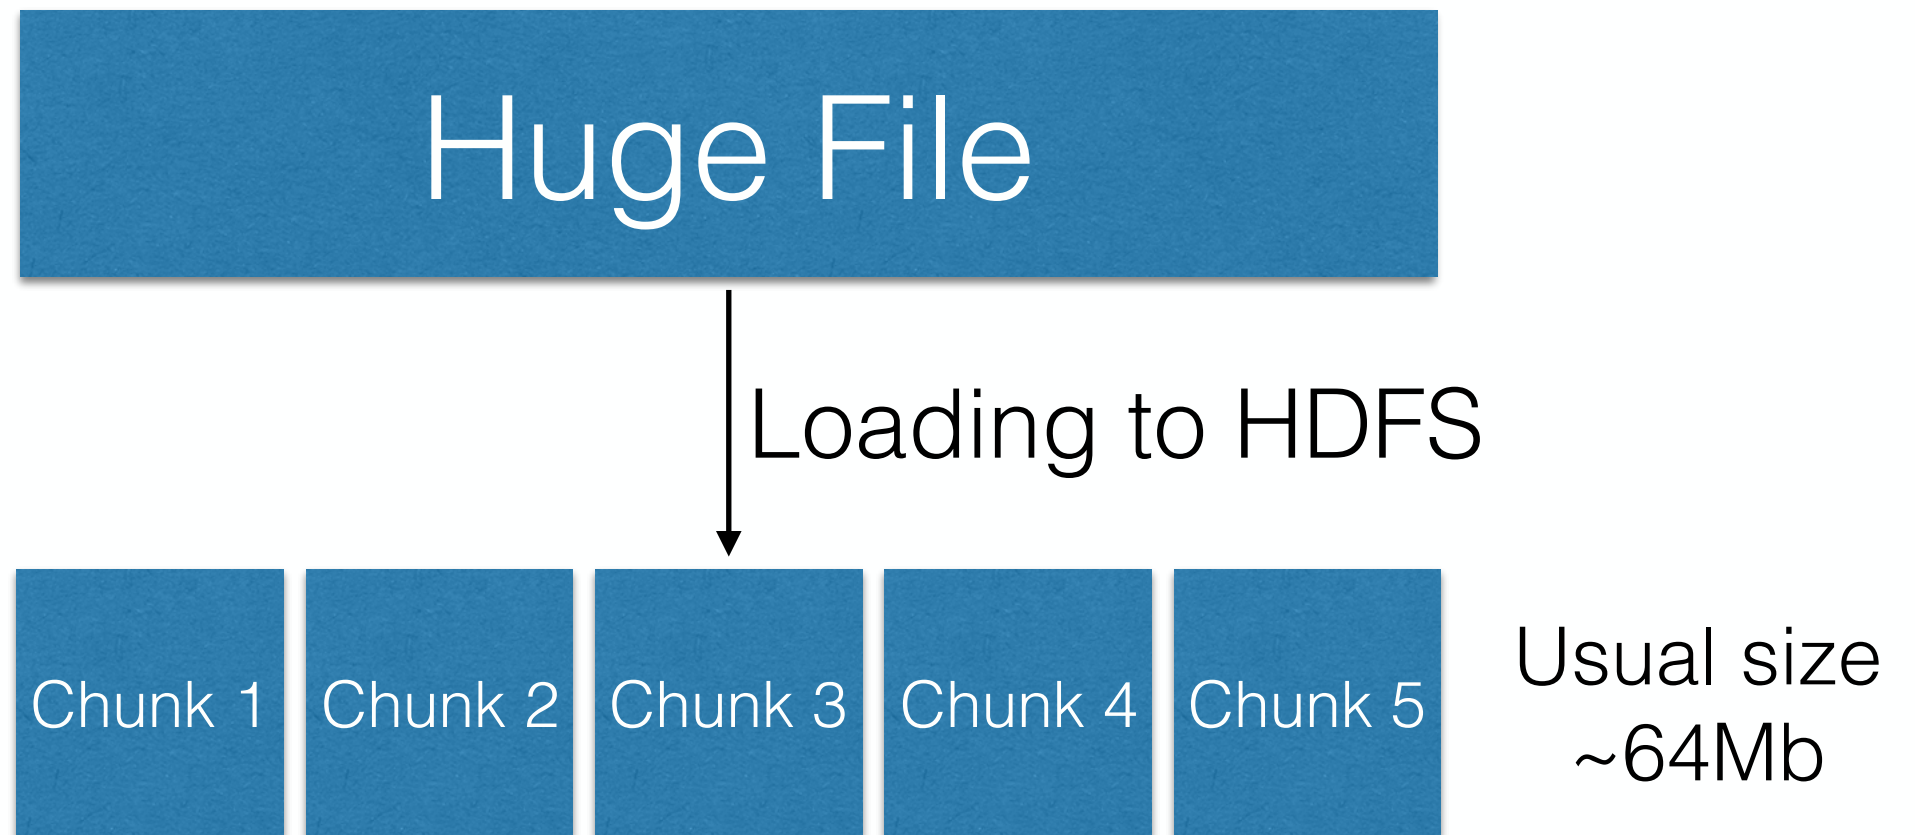 Huge File
Loading to HDFS
Chunk 1
Chunk 2
Chunk 3
Chunk 4
Chunk 5
Usual size
~64Mb